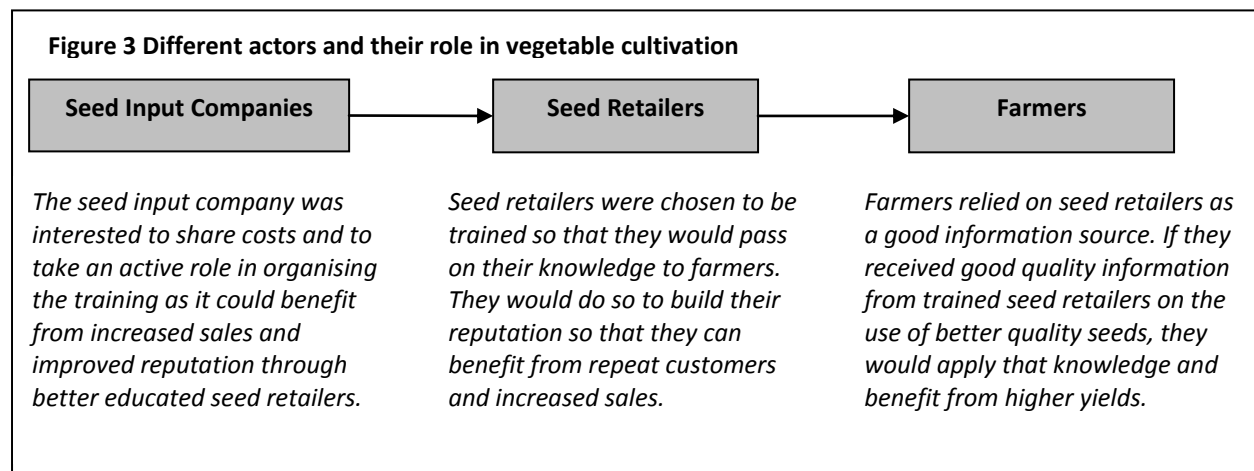 Figure 3 Different actors and their role in vegetable cultivation
Seed Input Companies
Seed Retailers
Farmers
The seed input company was
interested to share costs and to
take an active role in organising
the training as it could benefit
from increased sales and
improved reputation through
better educated seed retailers.
Seed retailers were chosen to be
trained so that they would pass
on their knowledge to farmers.
They would do so to build their
reputation so that they can
benefit from repeat customers
and increased sales.
Farmers relied on seed retailers as
a good information source. If they
received good quality information
from trained seed retailers on the
use of better quality seeds, they
would apply that knowledge and
benefit from higher yields.